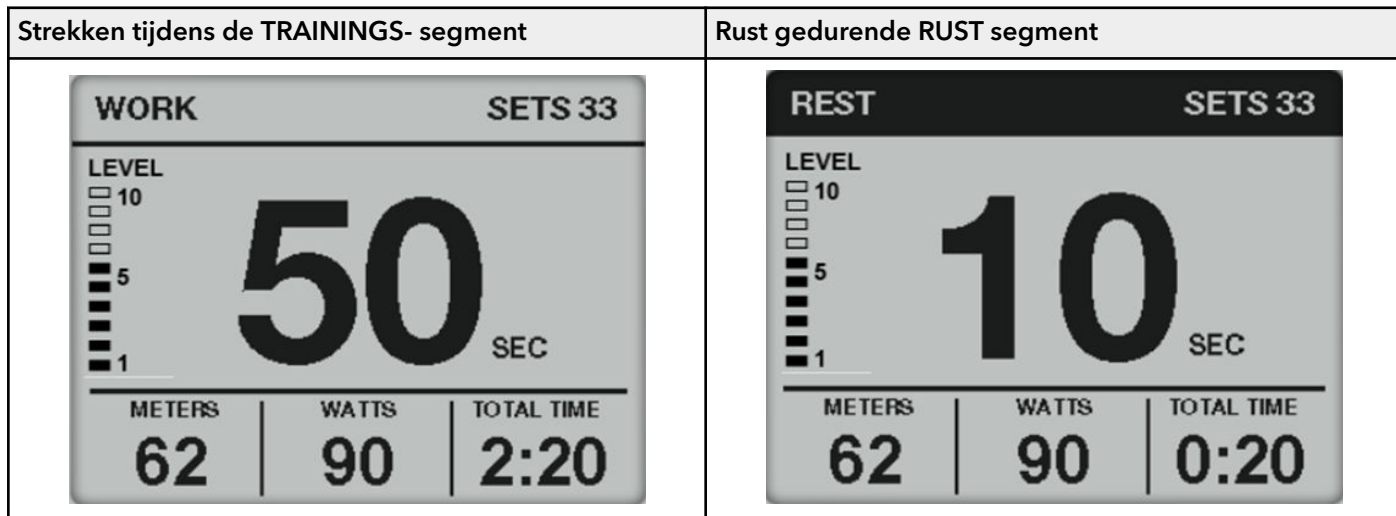 Strekken tijdens de TRAININGS- segment
Rust gedurende RUST segment
WORK SETS 33
LEVEL
10
50
5
SEC
1
METERS WATTS TOTAL TIME
62 90 2:20
REST SETS 33
LEVEL
10
10
5
SEC
1
METERS WATTS TOTAL TIME
62 90 0:20